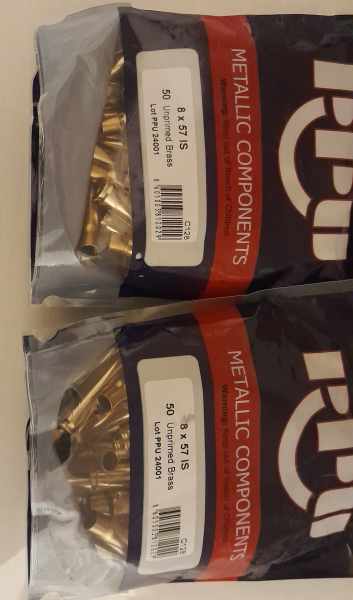 PPU
METALLIC COMPONENTS
Warning: Keep out of Reach of Children
8 x 57 IS
50 Unprimed Brass
Lot PPU 24001
C128
PPU
METALLIC COMPONENTS
Warning: Keep out of Reach of Children
8 x 57 IS
50 Unprimed Brass
Lot PPU 24001
C128